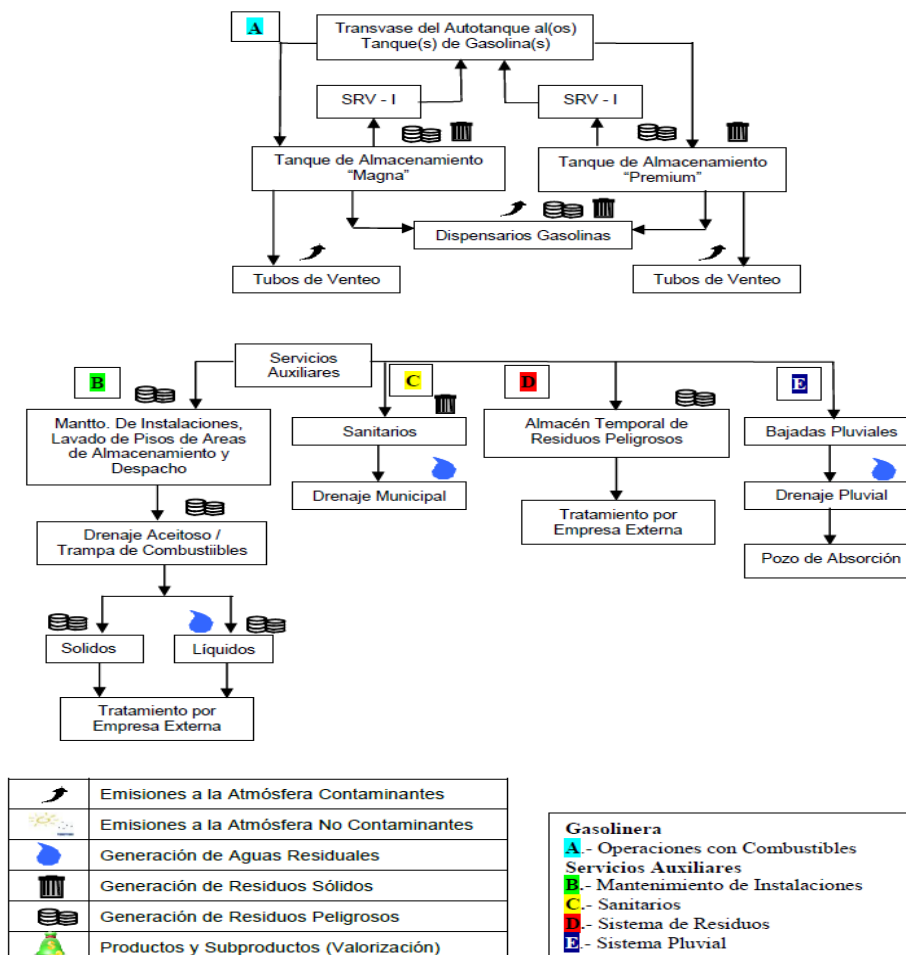 A
Transvase del Autotanque al(os)
Tanque(s) de Gasolina(s)
SRV - I
SRV - I
Tanque de Almacenamiento
“Magna”
Tanque de Almacenamiento
“Premium”
Dispensarios Gasolinas
Tubos de Venteo
Tubos de Venteo
Servicios
Auxiliares
B
C
D
E
Mantto. De Instalaciones,
Lavado de Pisos de Areas
de Almacenamiento y
Despacho
Sanitarios
Almacén Temporal de
Residuos Peligrosos
Bajadas Pluviales
Drenaje Municipal
Drenaje Pluvial
Tratamiento por
Empresa Externa
Pozo de Absorción
Drenaje Aceitoso /
Trampa de Combustiibles
Solidos
Líquidos
Tratamiento por
Empresa Externa
Emisiones a la Atmósfera Contaminantes
Emisiones a la Atmósfera No Contaminantes
Generación de Aguas Residuales
Generación de Residuos Sólidos
Generación de Residuos Peligrosos
Productos y Subproductos (Valorización)
Gasolinera
A.- Operaciones con Combustibles
Servicios Auxiliares
B.- Mantenimiento de Instalaciones
C.- Sanitarios
D.- Sistema de Residuos
E.- Sistema Pluvial